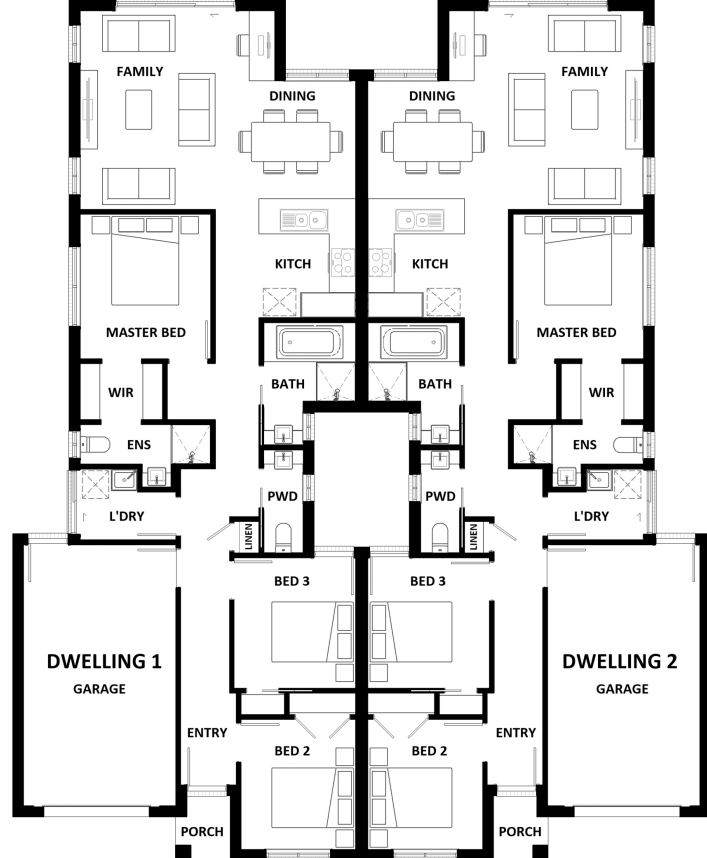 FAMILY
FAMILY
DINING
DINING
KITCH
KITCH
MASTER BED
MASTER BED
BATH
BATH
WIR
WIR
ENS
ENS
PWD
PWD
L'DRY
L'DRY
LINEN
LINEN
BED 3
BED 3
DWELLING 1
DWELLING 2
GARAGE
GARAGE
ENTRY
ENTRY
BED 2
BED 2
PORCH
PORCH